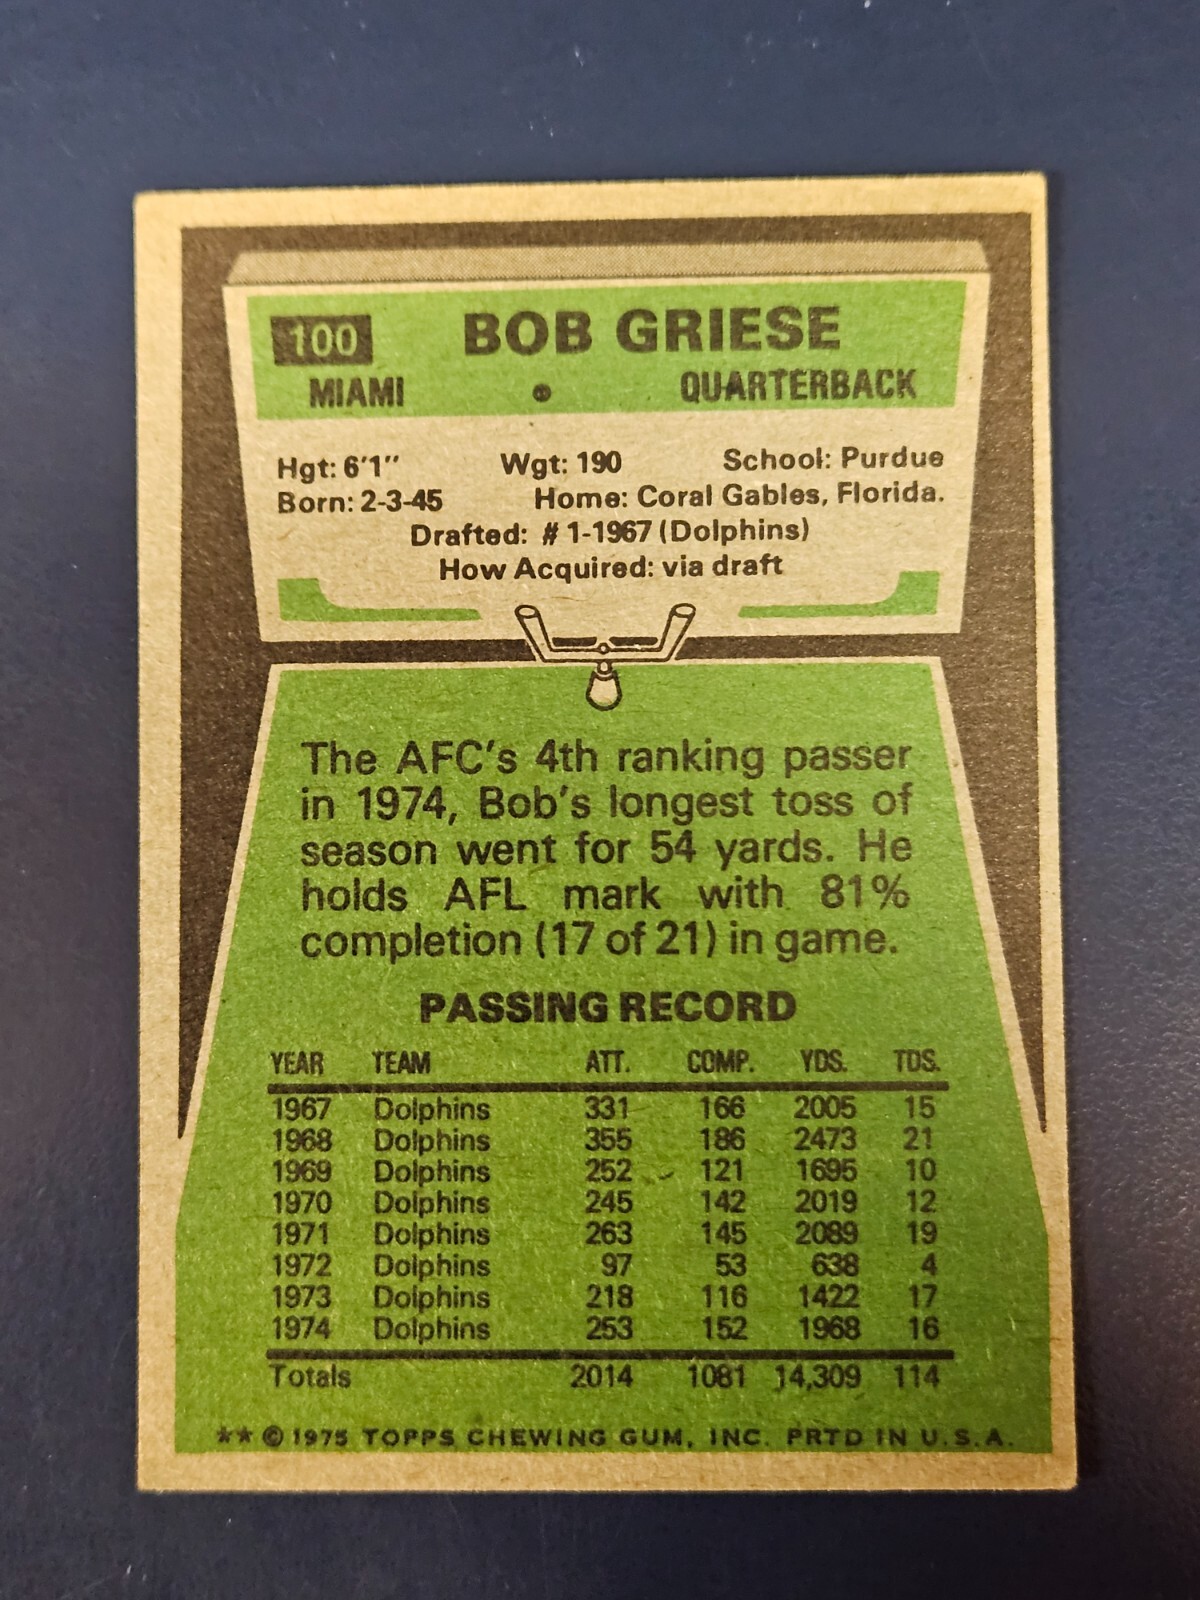 100 BOB GRIESE
MIAMI • QUARTERBACK
Hgt: 6'1" Wgt: 190 School: Purdue
Born: 2-3-45 Home: Coral Gables, Florida.
Drafted: #1-1967 (Dolphins)
How Acquired: via draft
The AFC's 4th ranking passer
in 1974, Bob's longest toss of
season went for 54 yards. He
holds AFL mark with 81%
completion (17 of 21) in game.
PASSING RECORD
YEAR TEAM ATT. COMP. YDS. TDS.
1967 Dolphins 331 166 2005 15
1968 Dolphins 355 186 2473 21
1969 Dolphins 252 121 1695 10
1970 Dolphins 245 142 2019 12
1971 Dolphins 263 145 2089 19
1972 Dolphins 97 53 638 4
1973 Dolphins 218 116 1422 17
1974 Dolphins 253 152 1968 16
Totals 2014 1081 14,309 114
** © 1975 TOPPS CHEWING GUM, INC. PRTD IN U.S.A.